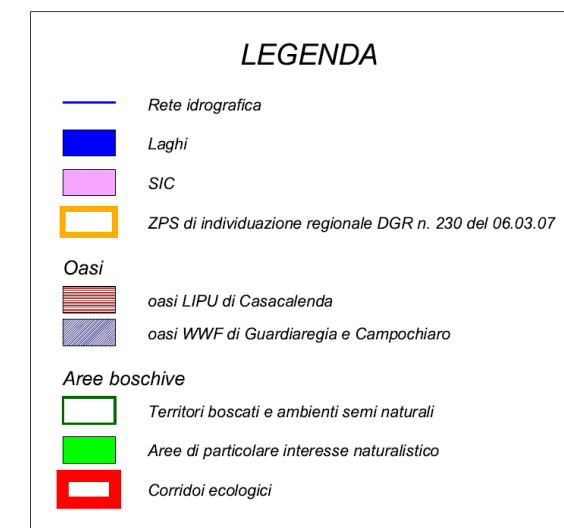 LEGENDA
Rete idrografica
Laghi
SIC
ZPS di individuazione regionale DGR n. 230 del 06.03.07
Oasi
oasi LIPU di Casacalenda
oasi WWF di Guardiaregia e Campochiaro
Aree boschive
Territori boscati e ambienti semi naturali
Aree di particolare interesse naturalistico
Corridoi ecologici